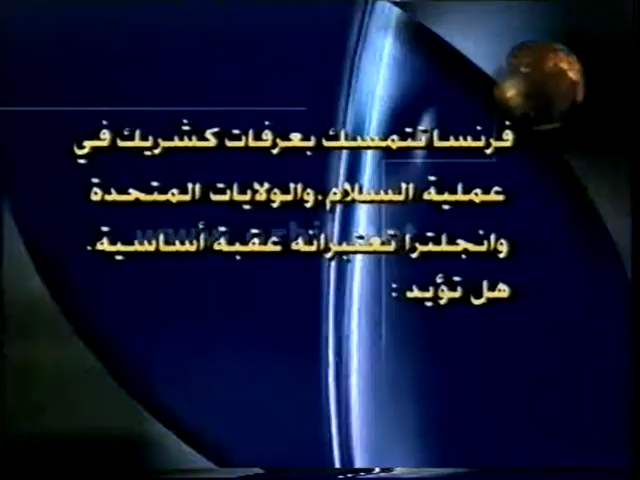 فرنسا تتمسك بعرفات كشريك في
عملية السلام.والولايات المتحدة
وانجلترا تعتبرانه عقبة أساسية.
هل تؤيد :